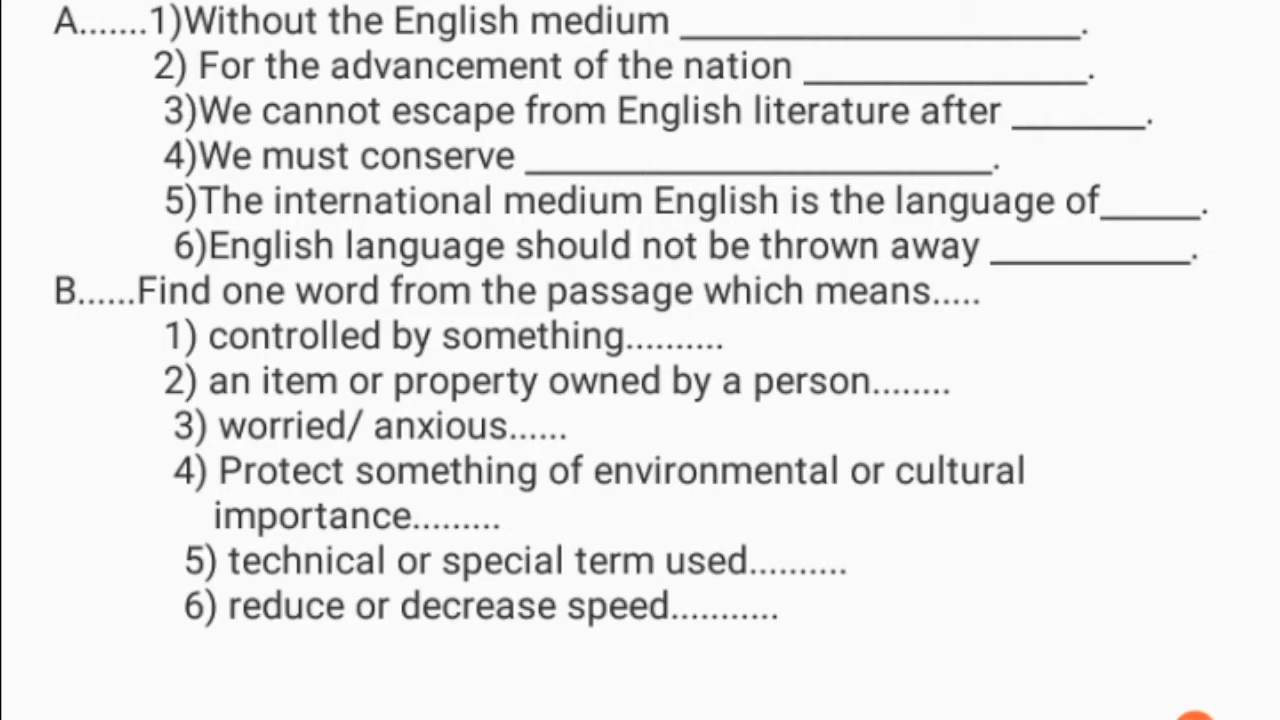 A.......1)Without the English medium ____________________.
2) For the advancement of the nation ______________.
3)We cannot escape from English literature after _______.
4)We must conserve _______________________.
5)The international medium English is the language of_____.
6)English language should not be thrown away __________.
B......Find one word from the passage which means.....
1) controlled by something..........
2) an item or property owned by a person........
3) worried/ anxious......
4) Protect something of environmental or cultural
importance.........
5) technical or special term used..........
6) reduce or decrease speed...........